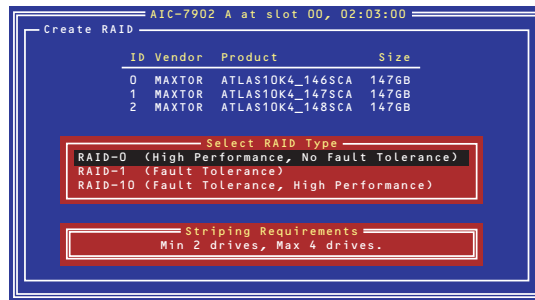 AIC-7902 A at slot 00, 02:03:00
Create RAID
ID Vendor Product Size
0 MAXTOR ATLAS10K4_146SCA 147GB
1 MAXTOR ATLAS10K4_147SCA 147GB
2 MAXTOR ATLAS10K4_148SCA 147GB
Select RAID Type
RAID-0 (High Performance, No Fault Tolerance)
RAID-1 (Fault Tolerance)
RAID-10 (Fault Tolerance, High Performance)
Striping Requirements
Min 2 drives, Max 4 drives.